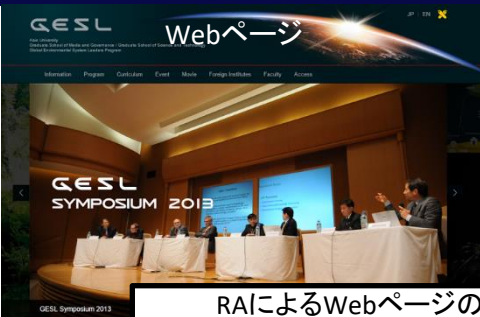 GESL
Webページ
JP
EN
Keio University
Graduate School of Media and Governance / Graduate School of Science and Technology
Global Environmental System Leaders Program
Information Program Curriculum Event Movie Foreign Institutes Faculty Access
GESL
SYMPOSIUM 2013
GESL Symposium 2013
RAによるWebページの